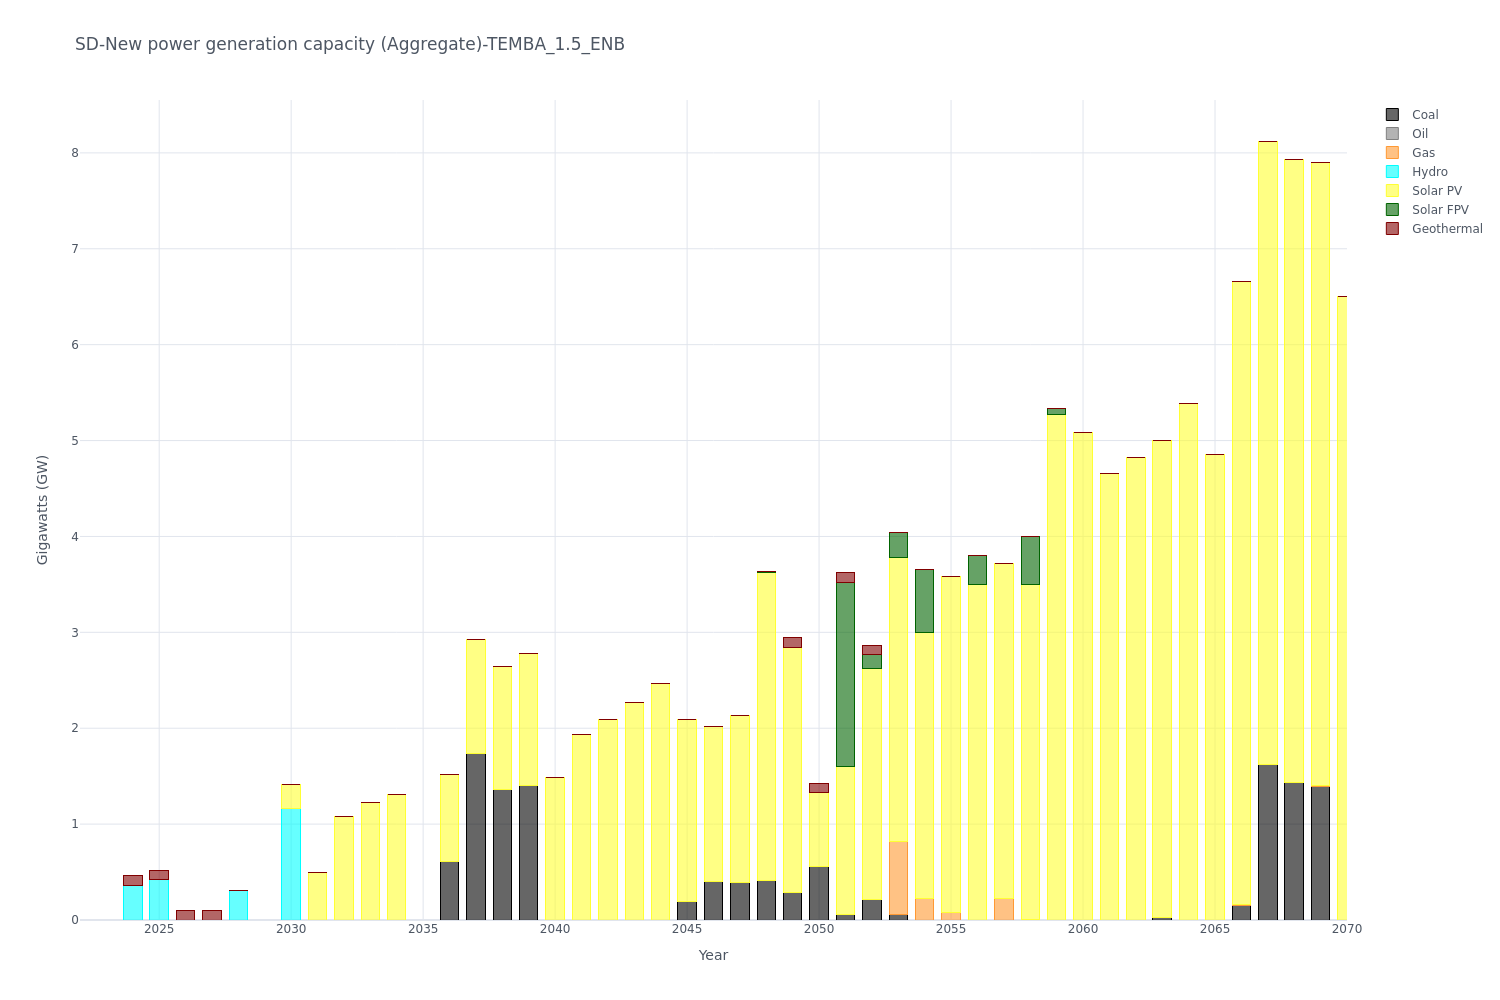 SD-New power generation capacity (Aggregate)-TEMBA_1.5_ENB
Coal
Oil
Gas
Hydro
Solar PV
Solar FPV
Geothermal
8
7
6
5
4
3
2
1
0
Gigawatts (GW)
2025
2030
2035
2040
2045
2050
2055
2060
2065
2070
Year